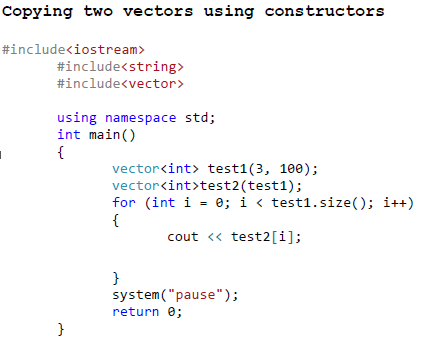 Copying two vectors using constructors
#include<iostream>
#include<string>
#include<vector>
using namespace std;
int main()
{
vector<int> test1(3, 100);
vector<int>test2(test1);
for (int i = 0; i < test1.size(); i++)
{
cout << test2[i];
}
system("pause");
return 0;
}